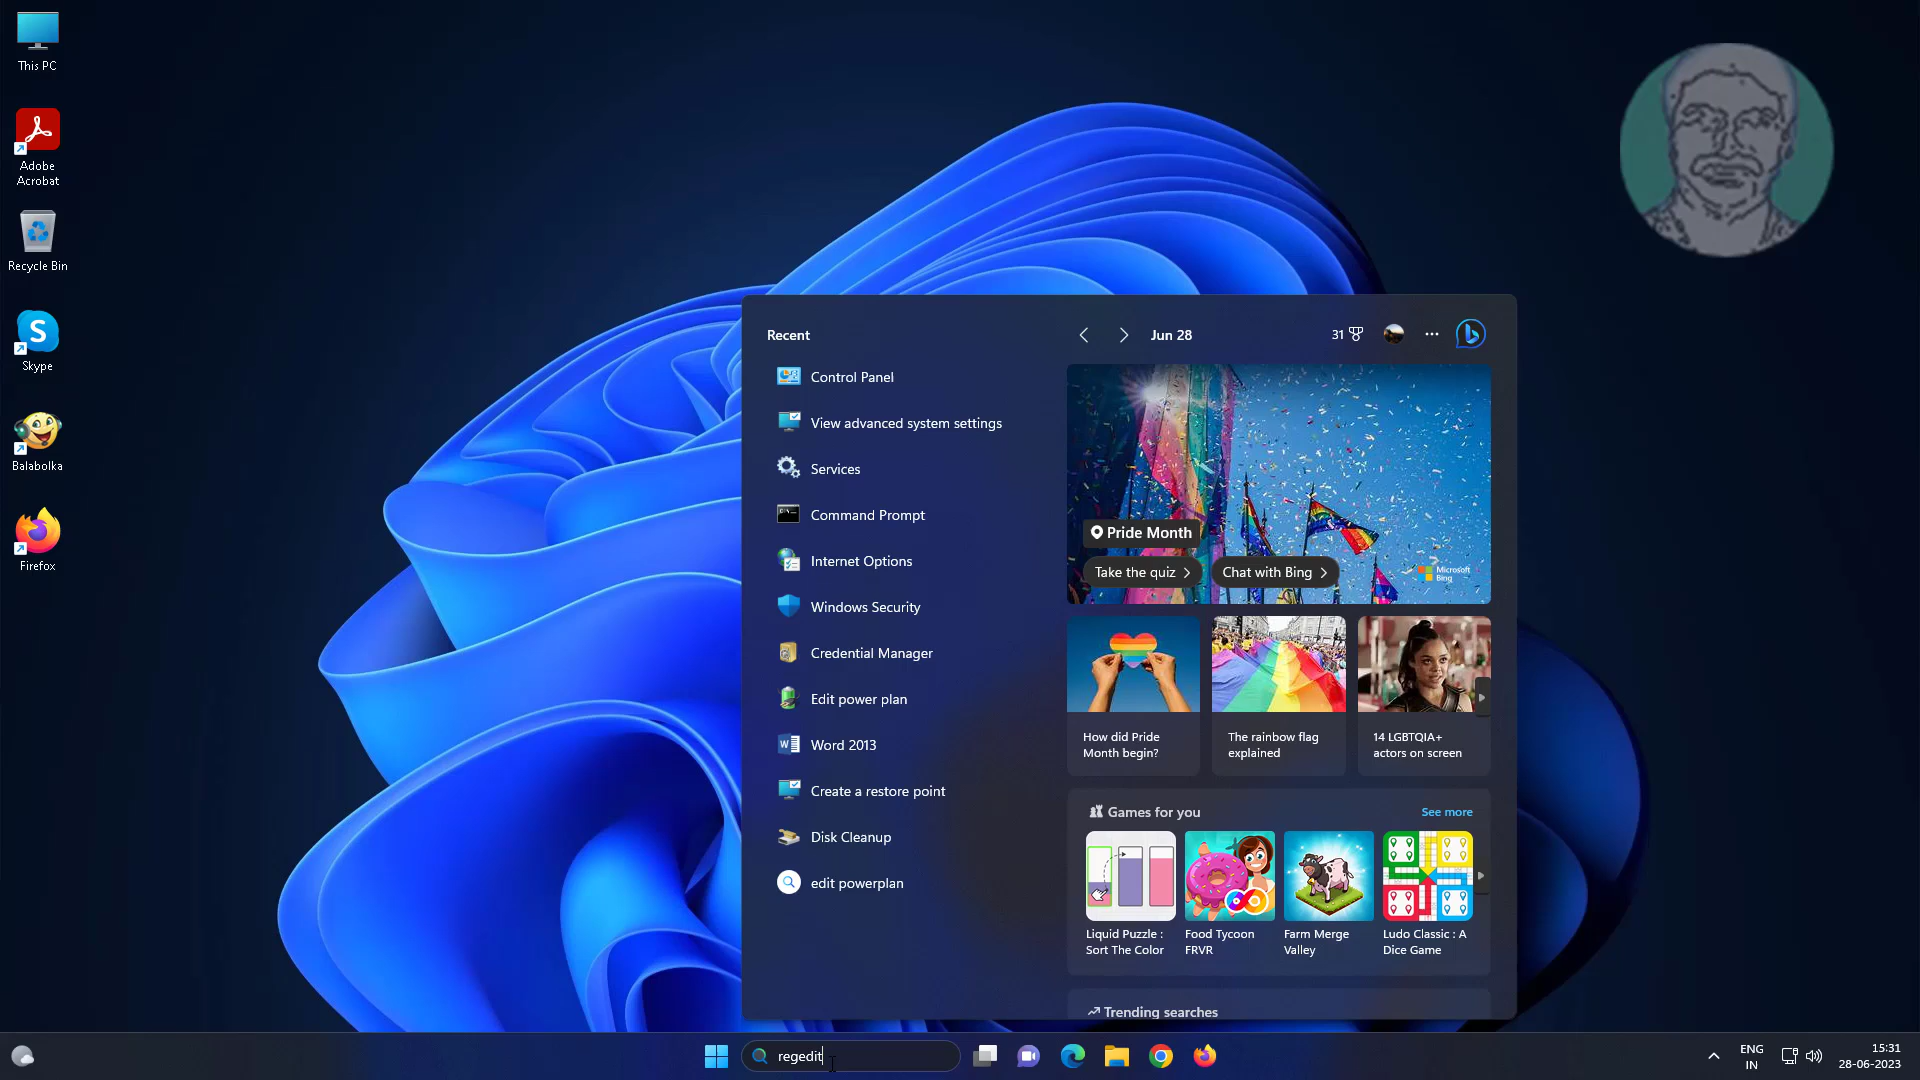 This PC
Adobe
Acrobat
Recycle Bin
Skype
Balabolka
Firefox
Recent
Control Panel
View advanced system settings
Services
Command Prompt
Internet Options
Windows Security
Credential Manager
Edit power plan
Word 2013
Create a restore point
Disk Cleanup
edit powerplan
Jun 28
31
Pride Month
Take the quiz
Chat with Bing
Microsoft
Bing
How did Pride
Month begin?
The rainbow flag
explained
14 LGBTQIA+
actors on screen
Games for you
See more
Liquid Puzzle :
Sort The Color
Food Tycoon
FRVR
Farm Merge
Valley
Ludo Classic : A
Dice Game
Trending searches
regedit
ENG
IN
15:31
28-06-2023